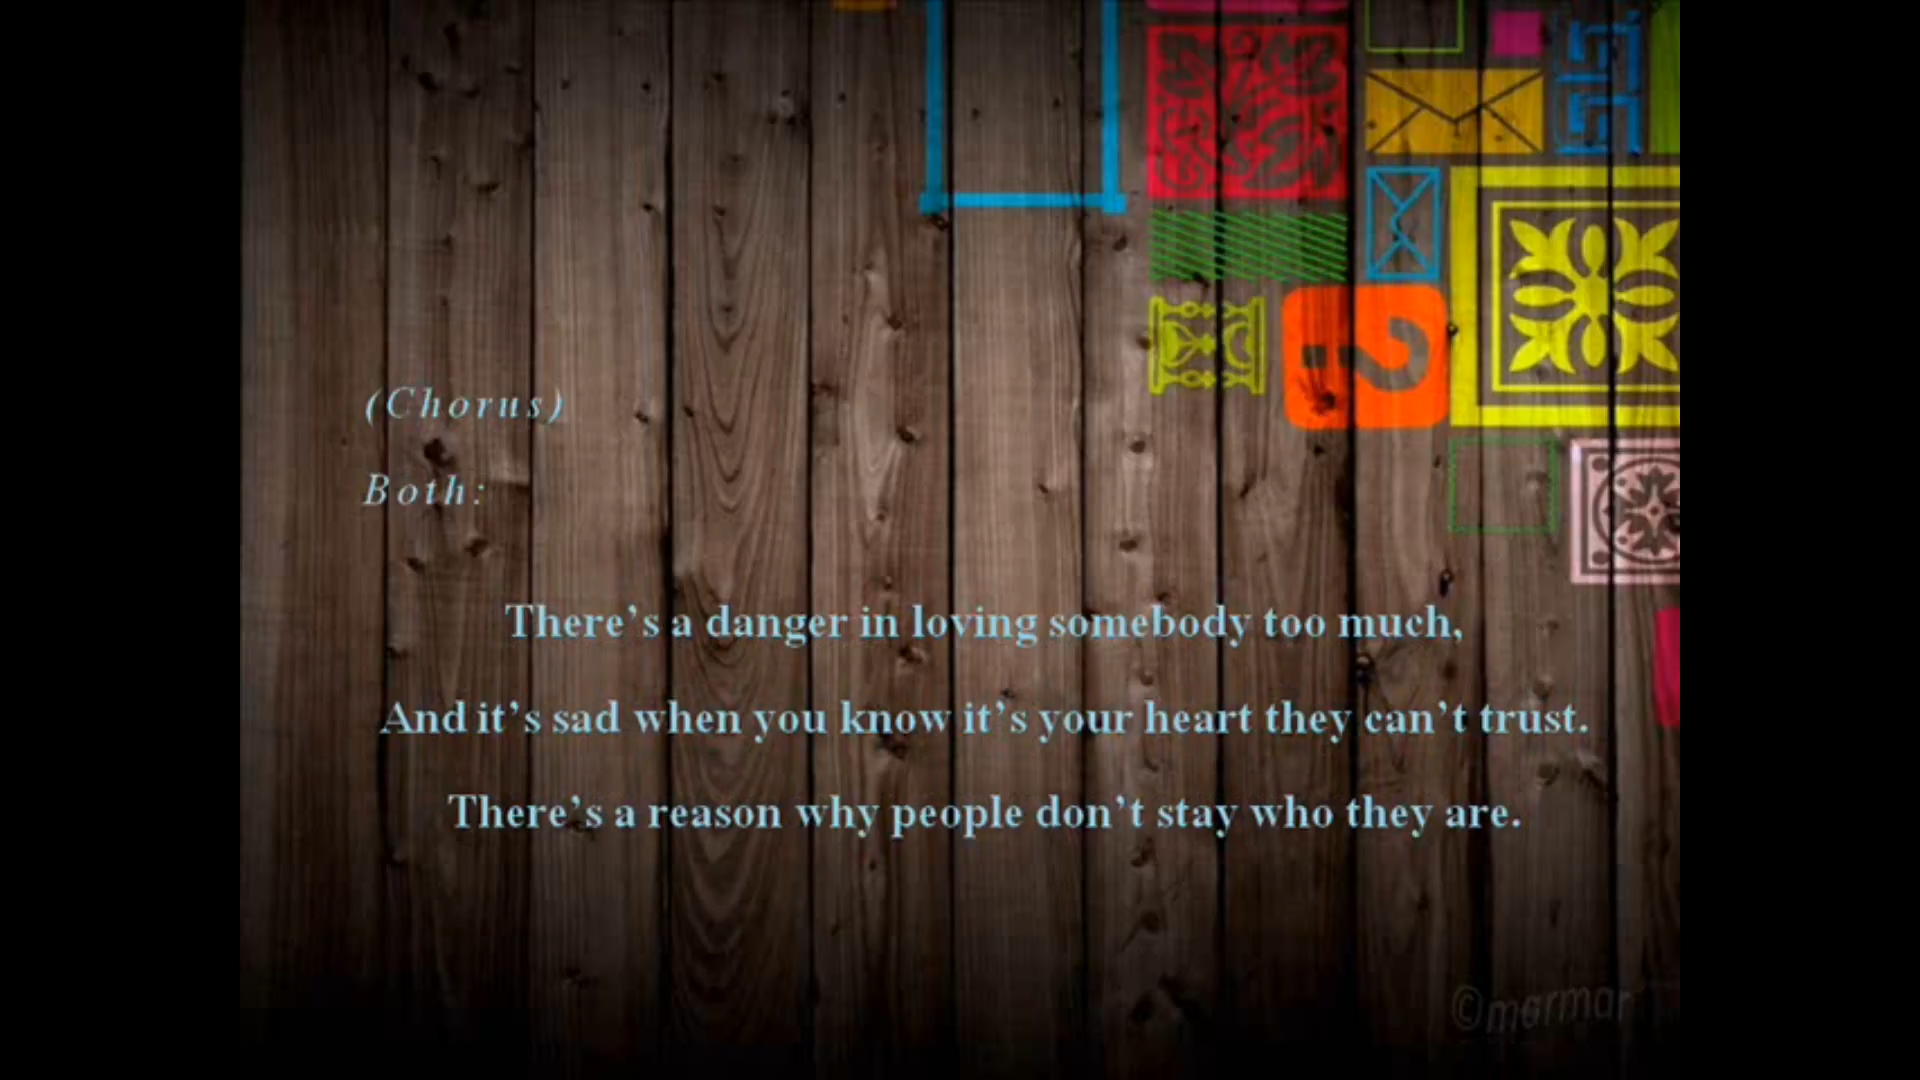 (Chorus)
Both:
There’s a danger in loving somebody too much,
And it’s sad when you know it’s your heart they can’t trust.
There’s a reason why people don’t stay who they are.
©marmar